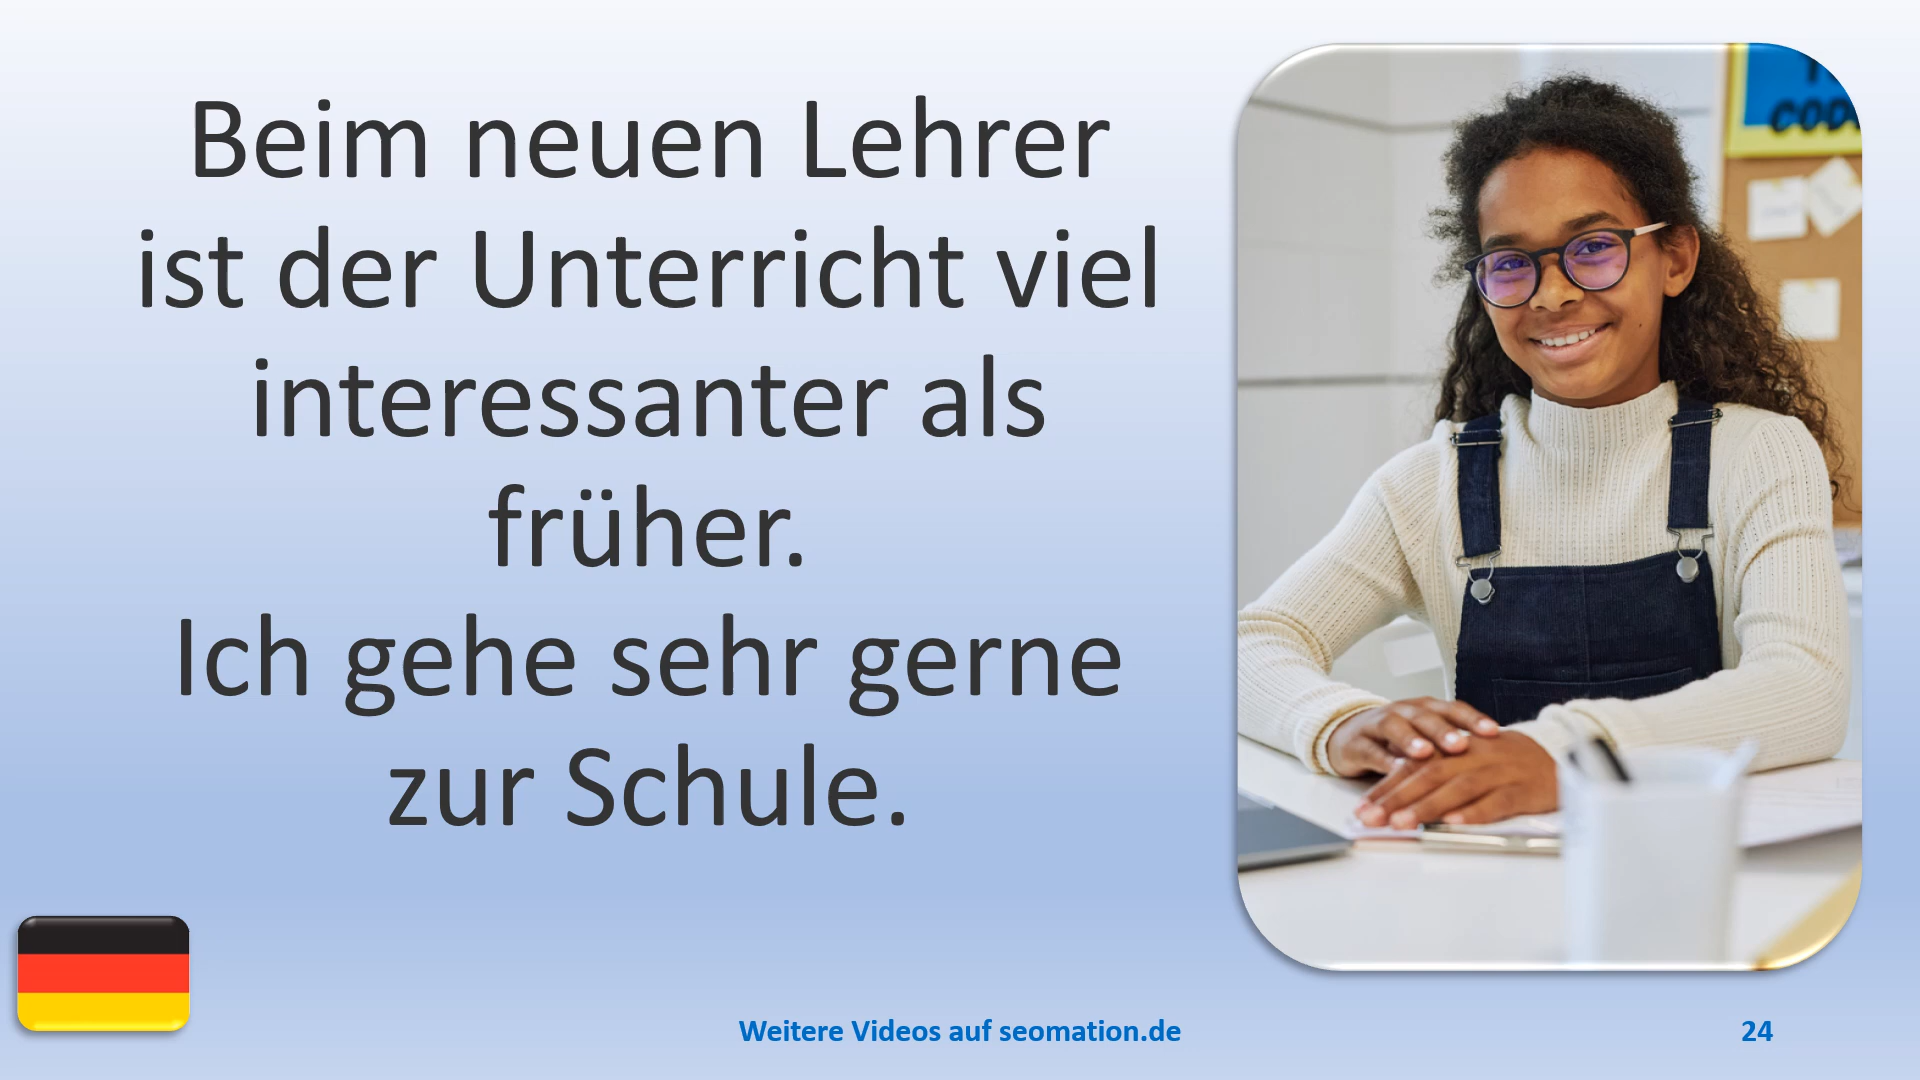 Beim neuen Lehrer
ist der Unterricht viel
interessanter als
früher.
Ich gehe sehr gerne
zur Schule.
Weitere Videos auf seomation.de
24